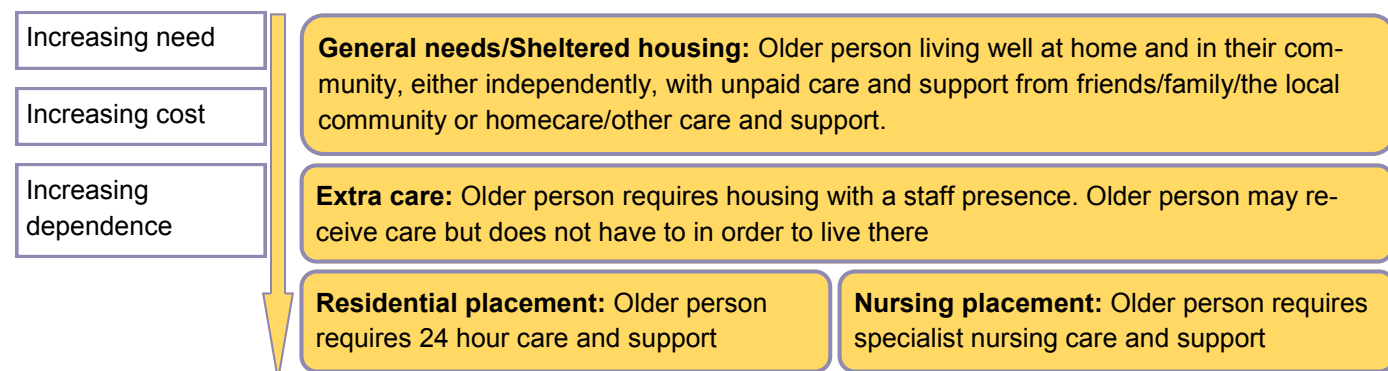 Increasing need
Increasing cost
Increasing
dependence
General needs/Sheltered housing: Older person living well at home and in their com-
munity, either independently, with unpaid care and support from friends/family/the local
community or homecare/other care and support.
Extra care: Older person requires housing with a staff presence. Older person may re-
ceive care but does not have to in order to live there
Residential placement: Older person
requires 24 hour care and support
Nursing placement: Older person requires
specialist nursing care and support